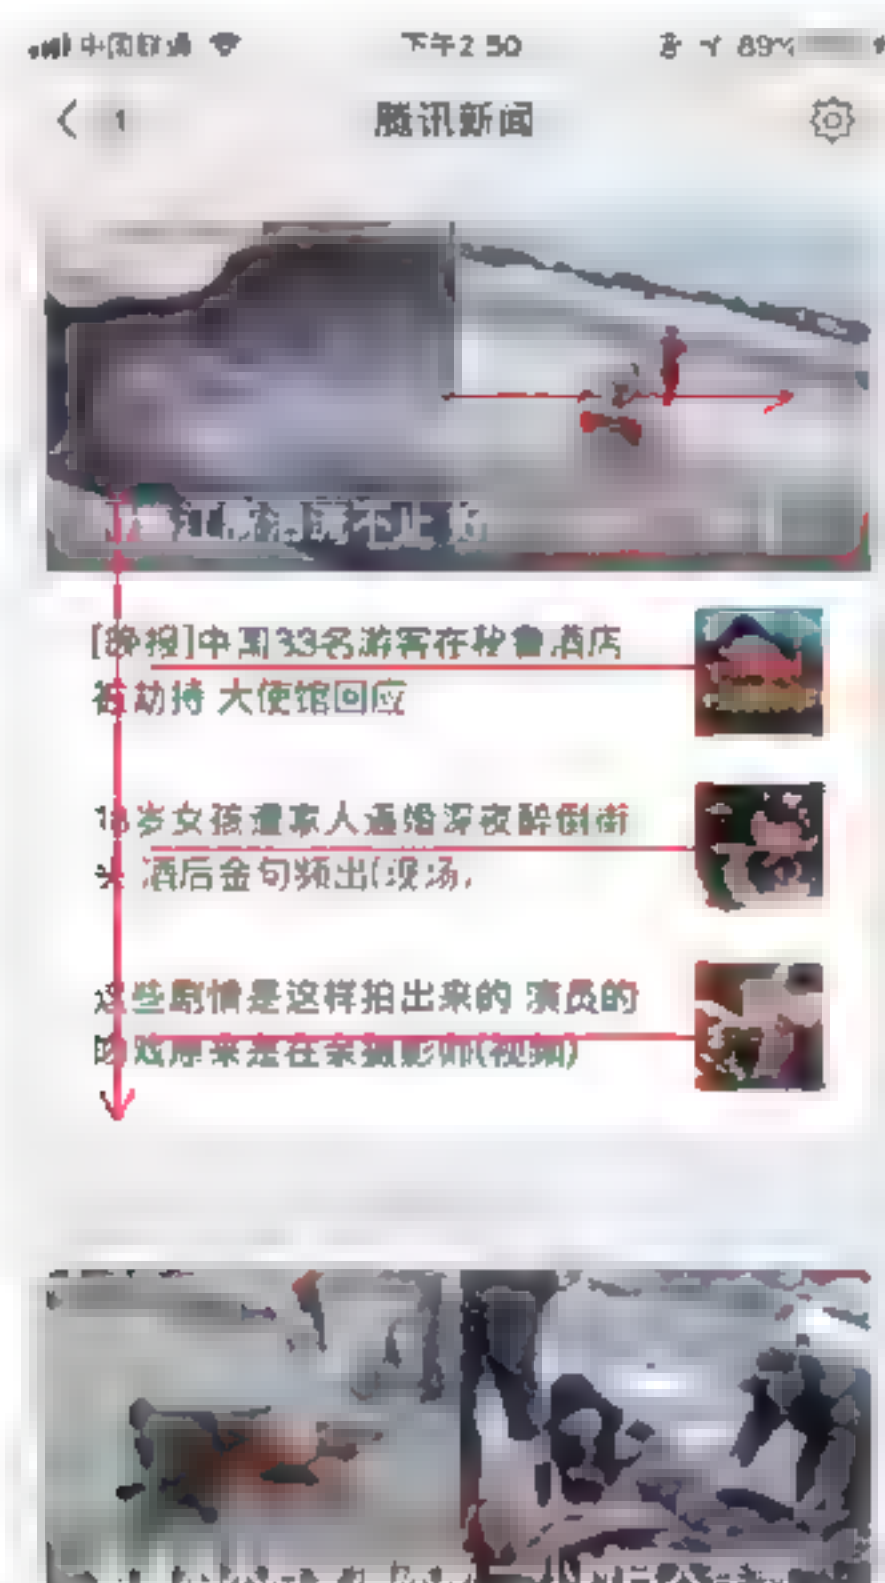 中国联通 下午2:50 89%
1 腾讯新闻
[晚报]中国33名游客在秘鲁酒店
被劫持 大使馆回应
岁女孩遭家人逼婚深夜醉倒街
头 酒后金句频出(现场)
这些剧情是这样拍出来的 演员的
吻戏原来是在亲摄影师(视频)